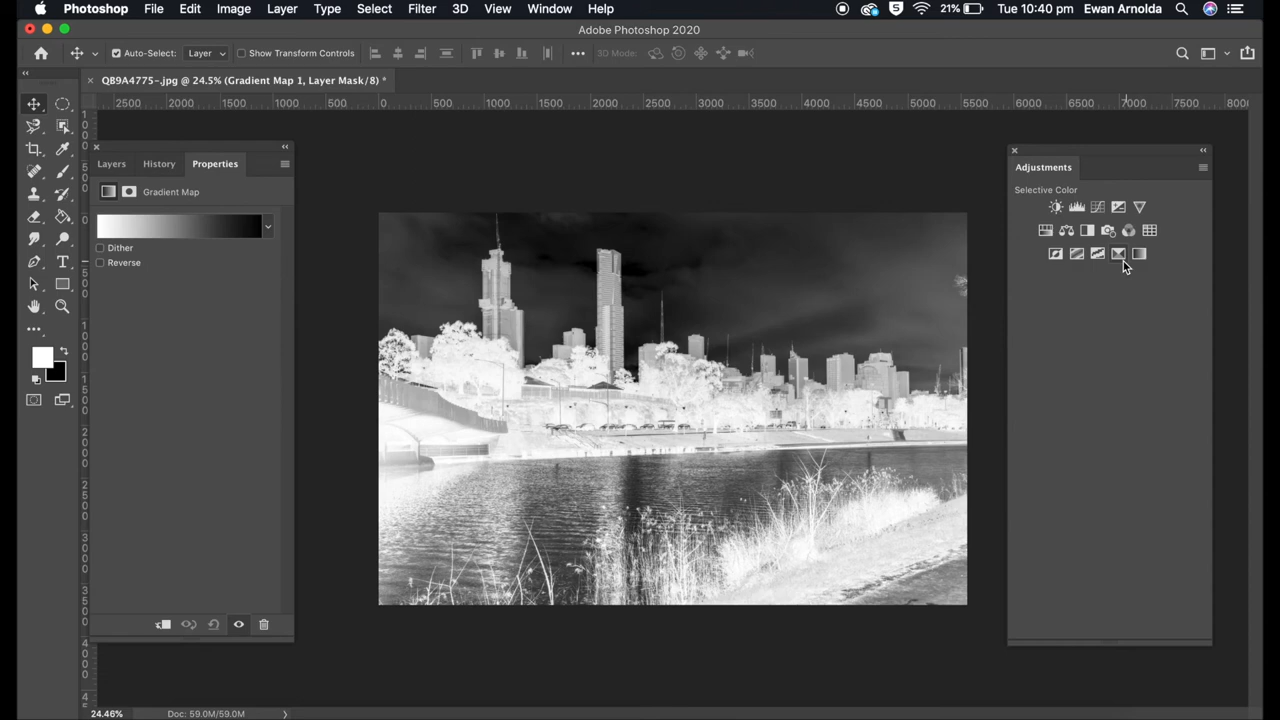 Photoshop File Edit Image Layer Type Select Filter 3D View Window Help 21% Tue 10:40 pm Ewan Arnolda
Adobe Photoshop 2020
Auto-Select: Layer Show Transform Controls 3D Mode:
QB9A4775-.jpg @ 24.5% (Gradient Map 1, Layer Mask/8) *
2500 2000 1500 1000 500 0 500 1000 1500 2000 2500 3000 3500 4000 4500 5000 5500 6000 6500 7000 7500 8000
Layers History Properties
Gradient Map
Dither
Reverse
Adjustments
Selective Color
24.46% Doc: 59.0M/59.0M